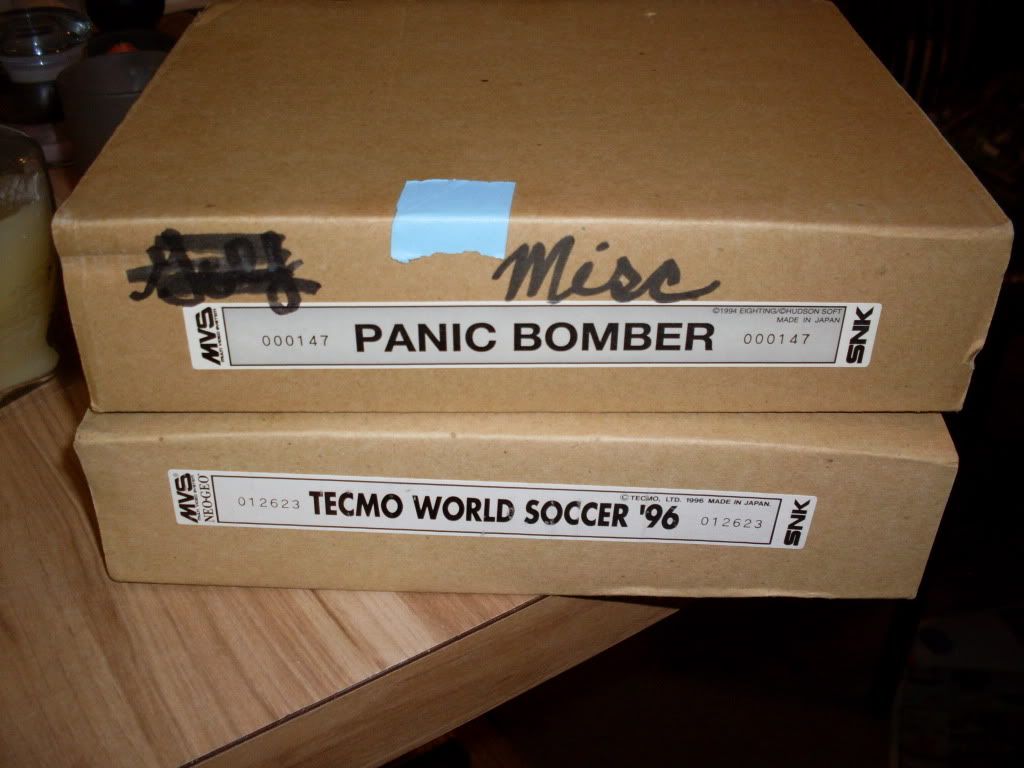 Misc
MVS
000147 PANIC BOMBER 000147
©1994 EIGHTING/©HUDSON SOFT
MADE IN JAPAN
SNK
MVS
NEO·GEO
012623 TECMO WORLD SOCCER '96 012623
©TECMO, LTD. 1996 MADE IN JAPAN.
SNK